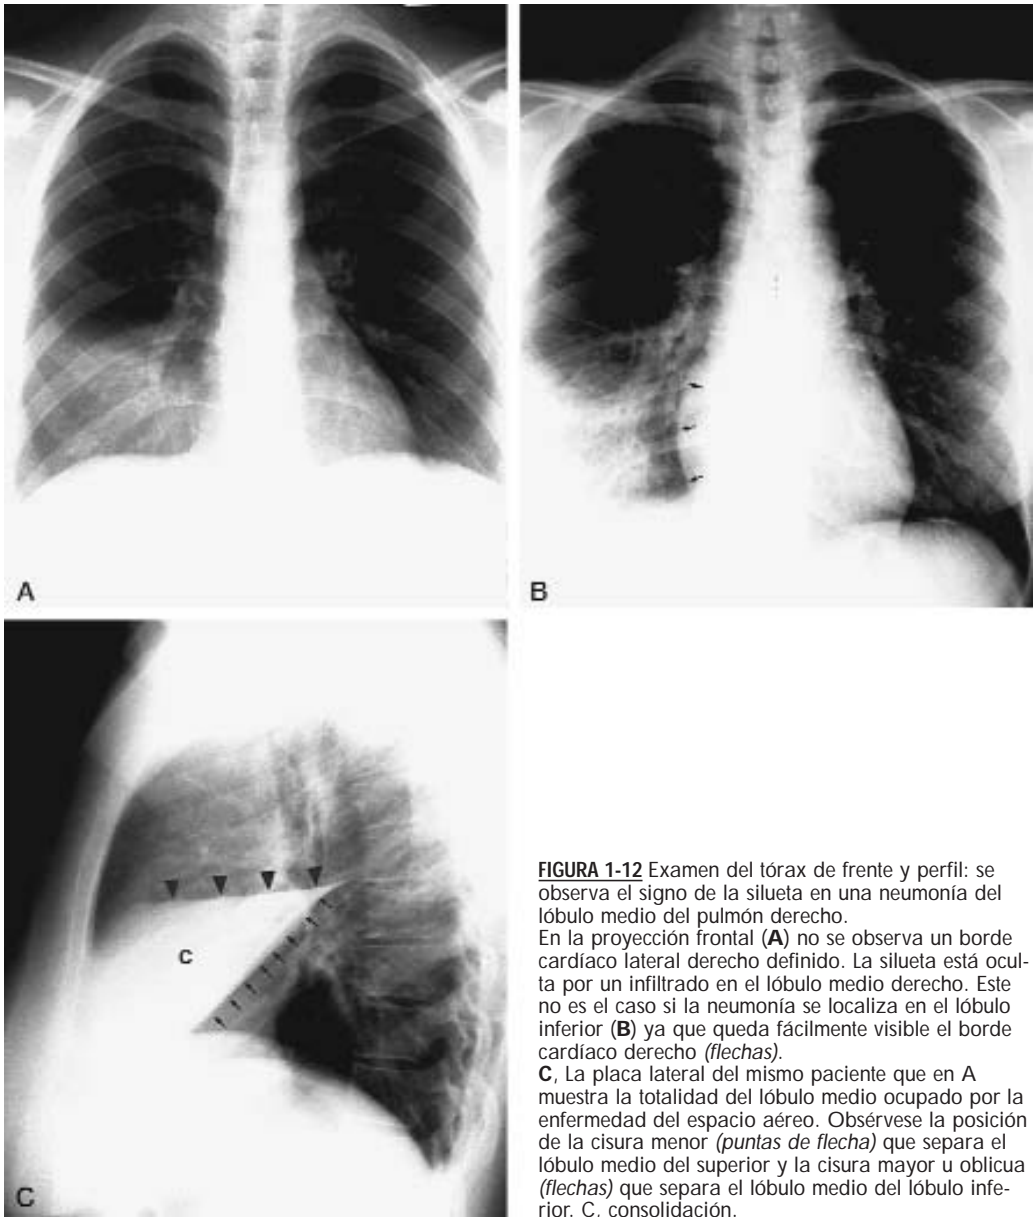 A
B
C
c
FIGURA 1-12 Examen del tórax de frente y perfil: se
observa el signo de la silueta en una neumonía del
lóbulo medio del pulmón derecho.
En la proyección frontal (A) no se observa un borde
cardíaco lateral derecho definido. La silueta está ocul-
ta por un infiltrado en el lóbulo medio derecho. Este
no es el caso si la neumonía se localiza en el lóbulo
inferior (B) ya que queda fácilmente visible el borde
cardíaco derecho (flechas).
C, La placa lateral del mismo paciente que en A
muestra la totalidad del lóbulo medio ocupado por la
enfermedad del espacio aéreo. Obsérvese la posición
de la cisura menor (puntas de flecha) que separa el
lóbulo medio del superior y la cisura mayor u oblicua
(flechas) que separa el lóbulo medio del lóbulo infe-
rior. C, consolidación.